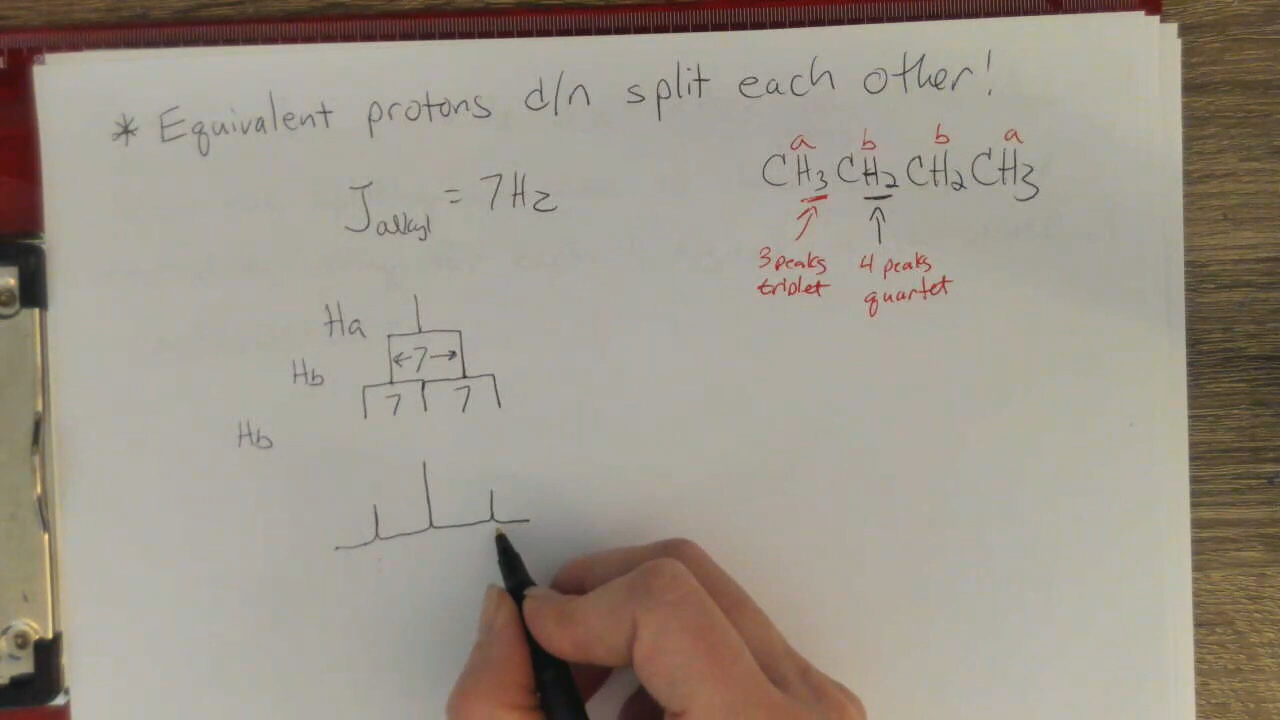 * Equivalent protons d/n split each other!
a b b a
CH3CH2CH2CH3
Jalkyl = 7Hz
3 peaks
triplet
4 peaks
quartet
Ha
←7→
Hb
7 7
Hb